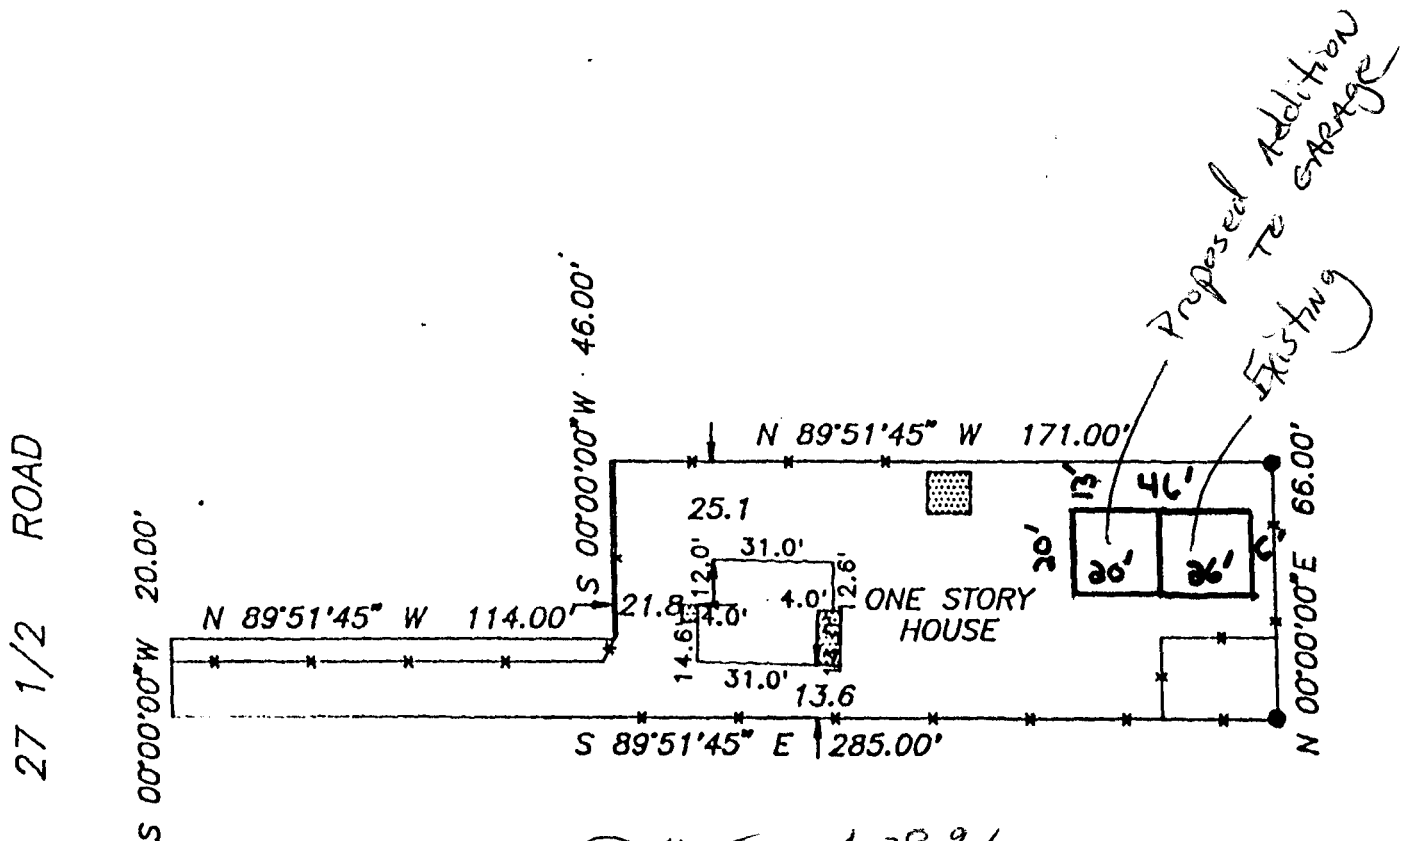 Proposed Addition
To GARAGE
Existing
S 00°00'00"W 46.00'
N 89°51'45" W 171.00'
N 00°00'00"E 66.00'
13'
46'
20'
20'
26'
6"
25.1
31.0'
12.0'
12.6'
4.0'
4.0'
ONE STORY
HOUSE
21.8
14.6'
13.0'
31.0'
13.6
N 89°51'45" W 114.00'
S 00°00'00"W 20.00'
27 1/2 ROAD
S 89°51'45" E 285.00'